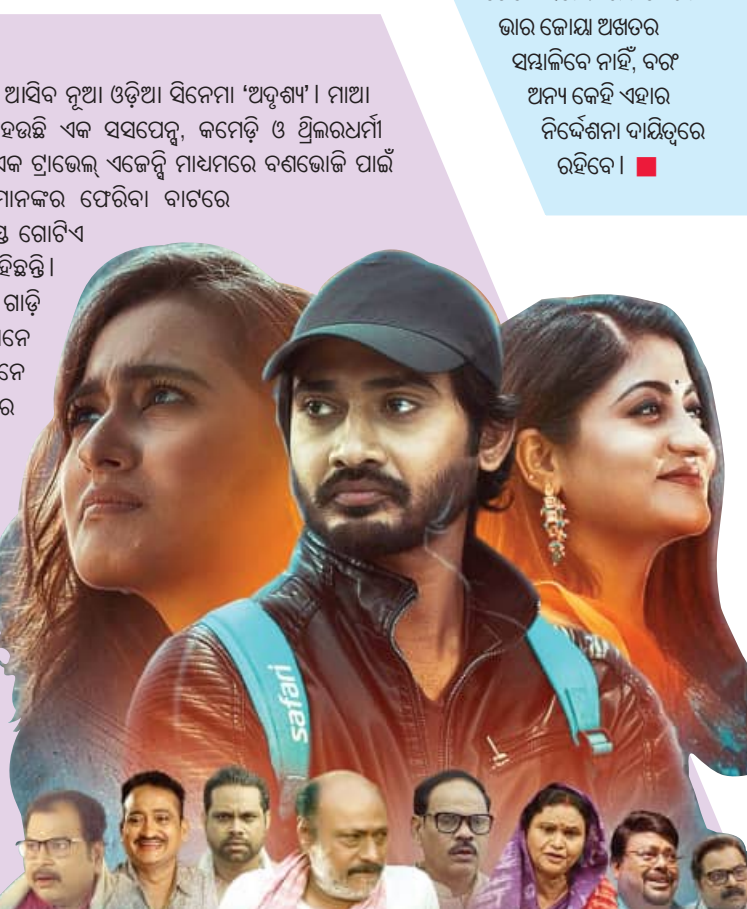 ଭାର ଜୋୟା ଅଖତର
ସମ୍ଭାଳିବେ ନାହିଁ, ବରଂ
ଅନ୍ୟ କେହି ଏହାର
ନିର୍ଦ୍ଦେଶନା ଦାୟିତ୍ୱରେ
ରହିବେ ।
ଆସିବ ନୂଆ ଓଡ଼ିଆ ସିନେମା ‘ଅଦୃଶ୍ୟ’ । ମାଆ
ହେଉଛି ଏକ ସସପେନ୍ସ, କମେଡ଼ି ଓ ଥ୍ରିଲରଧର୍ମୀ
ଏକ ଟ୍ରାଭେଲ୍ ଏଜେନ୍ସି ମାଧ୍ୟମରେ ବଣଭୋଜି ପାଇଁ
ମାନଙ୍କର ଫେରିବା ବାଟରେ
ଗୋଟିଏ
ହିଛନ୍ତି ।
ଗାଡ଼ି
ମାନେ
ନେ
ର
safari